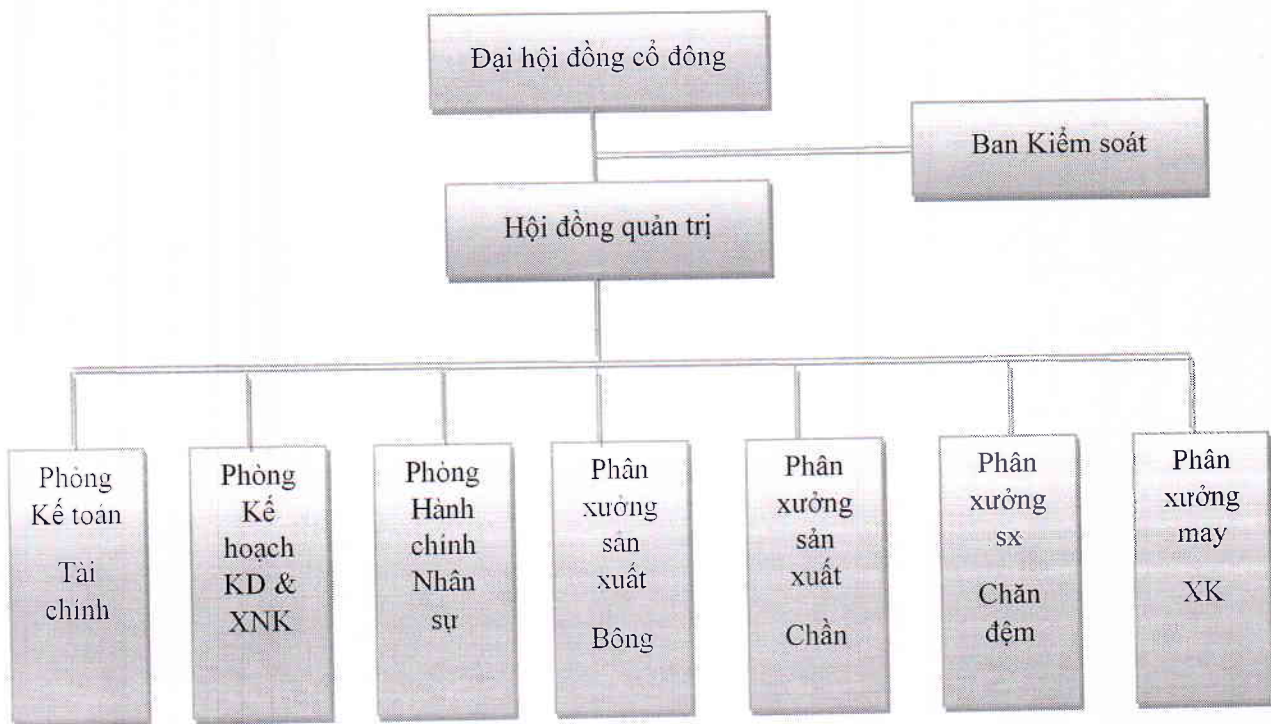 Đại hội đồng cổ đông
Ban Kiểm soát
Hội đồng quản trị
Phòng
Kế toán
Tài
chính
Phòng
Kế
hoạch
KD &
XNK
Phòng
Hành
chính
Nhân
sự
Phân
xưởng
sản
xuất
Bông
Phân
xưởng
sản
xuất
Chần
Phân
xưởng
sx
Chăn
đệm
Phân
xưởng
may
XK